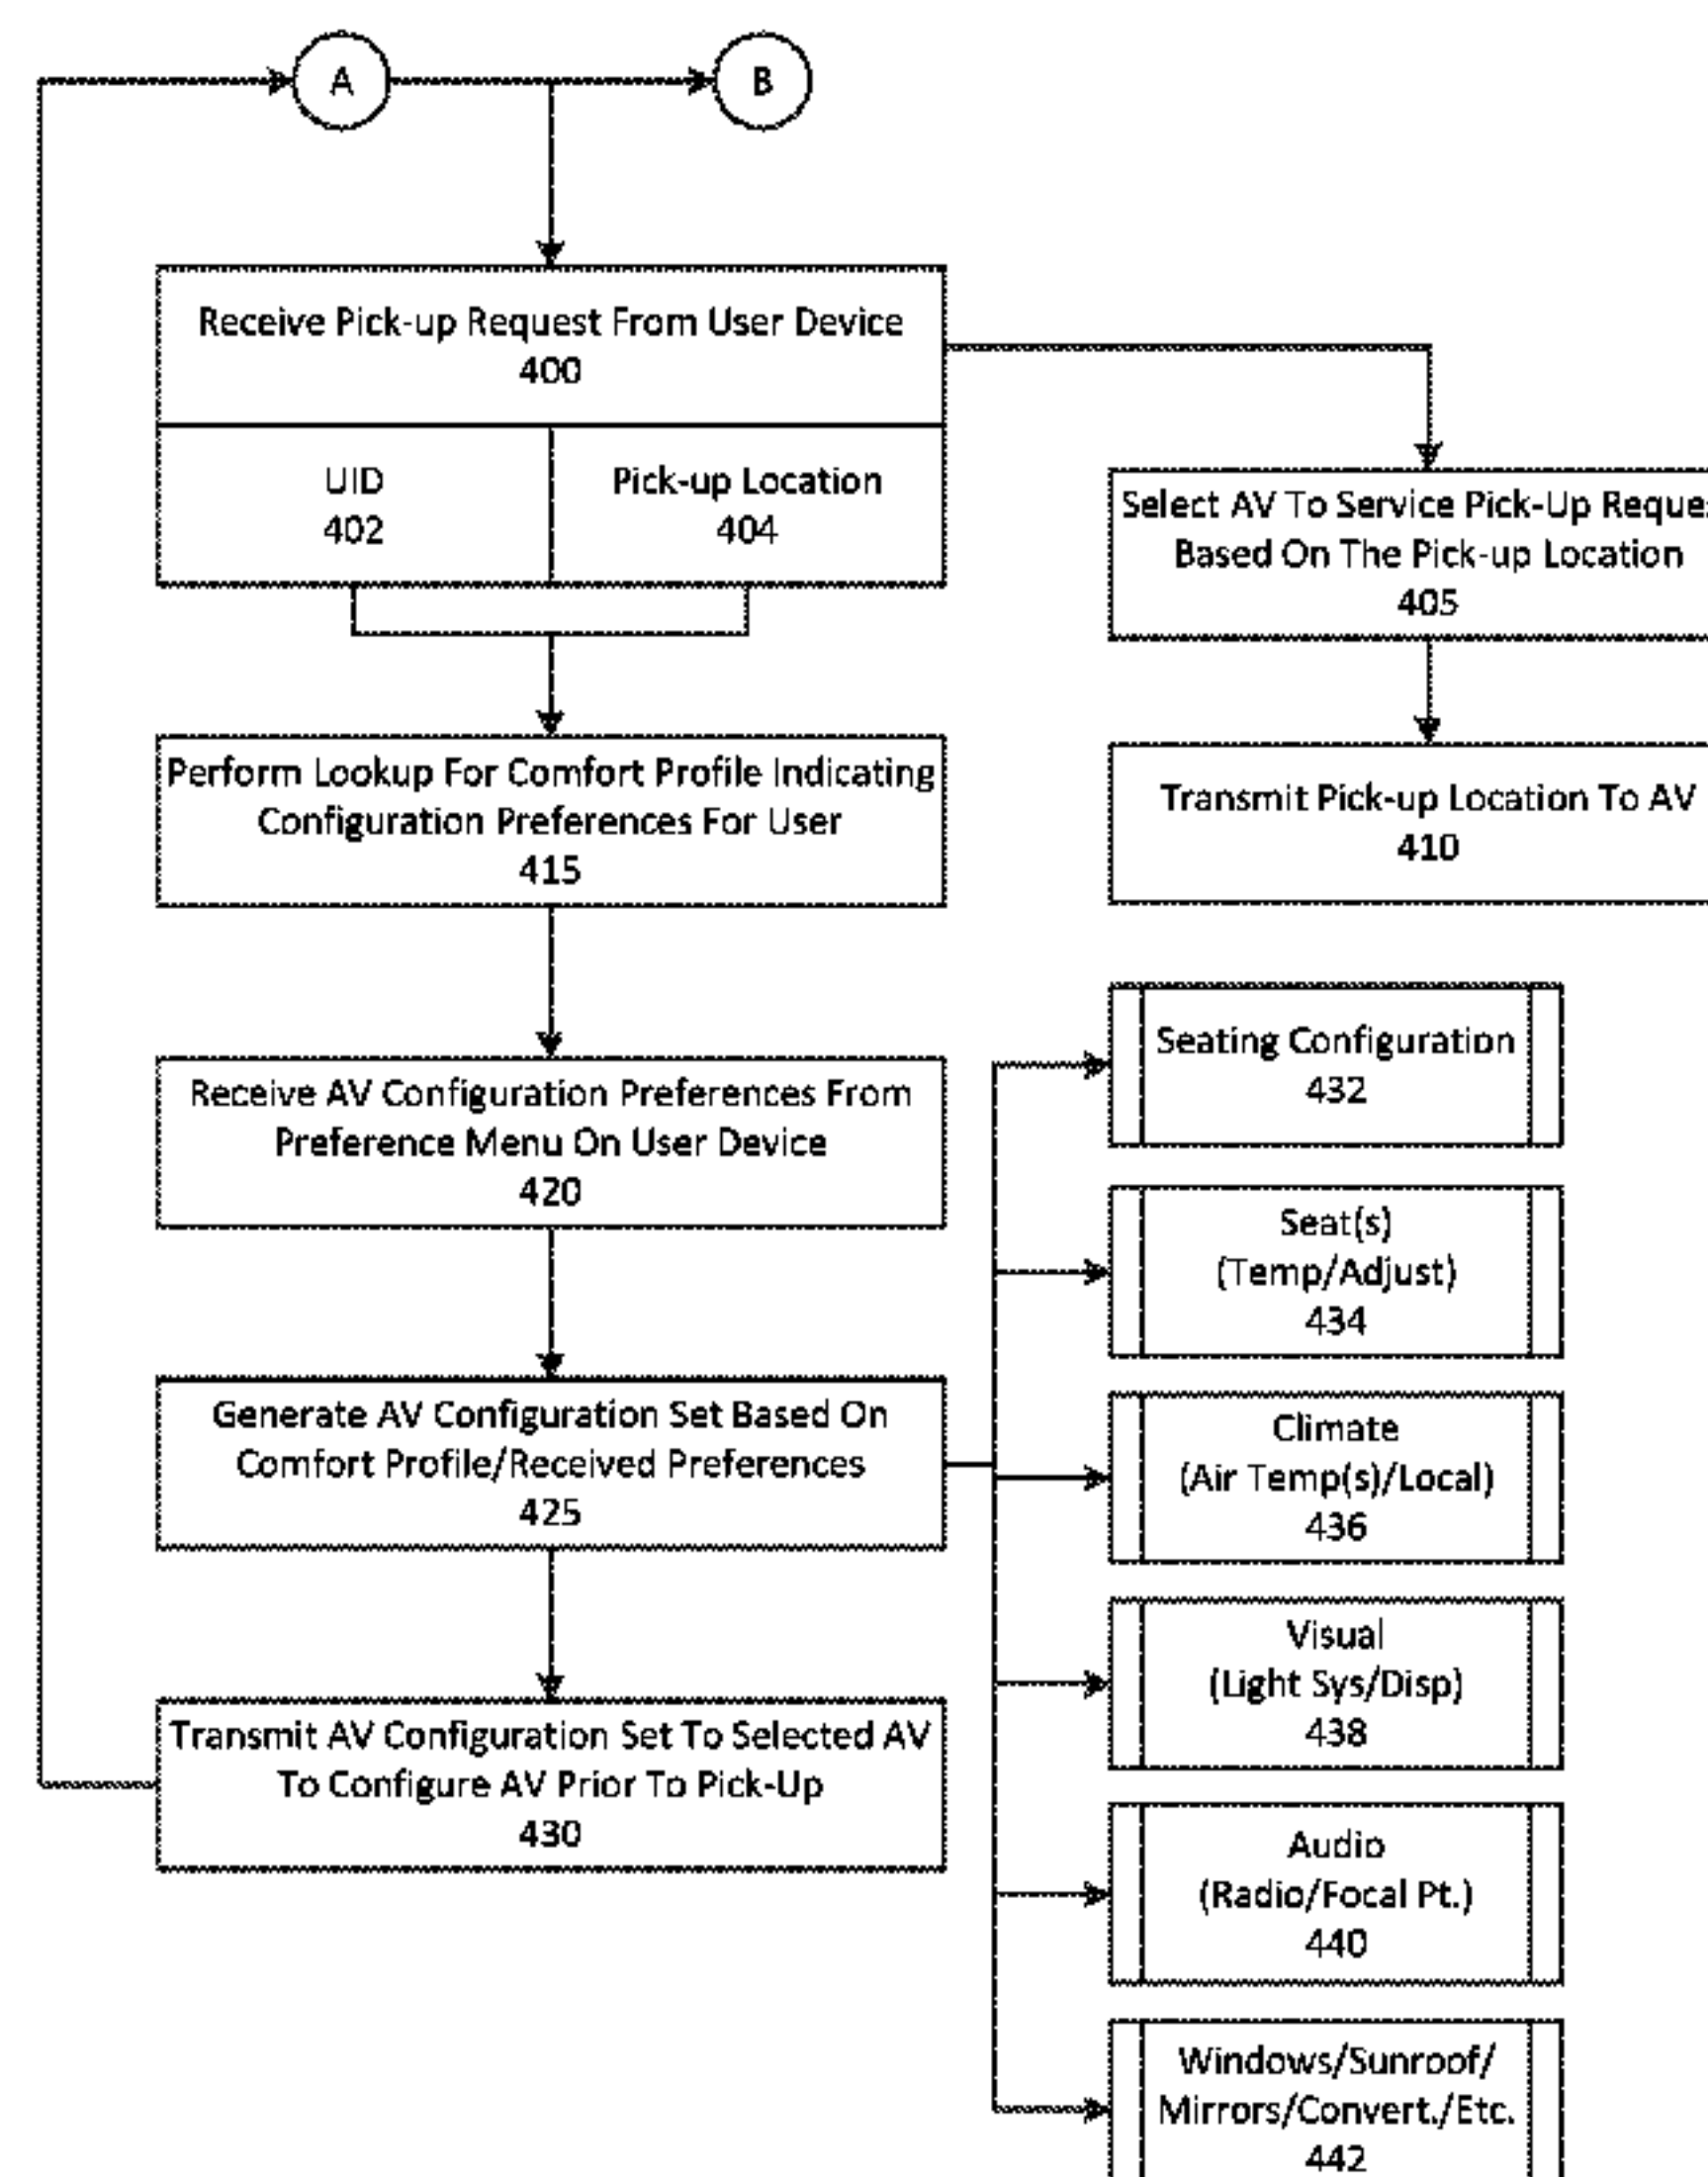 A
B
Receive Pick-up Request From User Device
400
UID
402
Pick-up Location
404
Select AV To Service Pick-Up
Based On The Pick-up Location
405
Transmit Pick-up Location To AV
410
Perform Lookup For Comfort Profile Indicating
Configuration Preferences For User
415
Receive AV Configuration Preferences From
Preference Menu On User Device
420
Generate AV Configuration Set Based On
Comfort Profile/Received Preferences
425
Transmit AV Configuration Set To Selected AV
To Configure AV Prior To Pick-Up
430
Seating Configuration
432
Seat(s)
(Temp/Adjust)
434
Climate
(Air Temp(s)/Local)
436
Visual
(Light Sys/Disp)
438
Audio
(Radio/Focal Pt.)
440
Windows/Sunroof/
Mirrors/Convert./Etc.
442